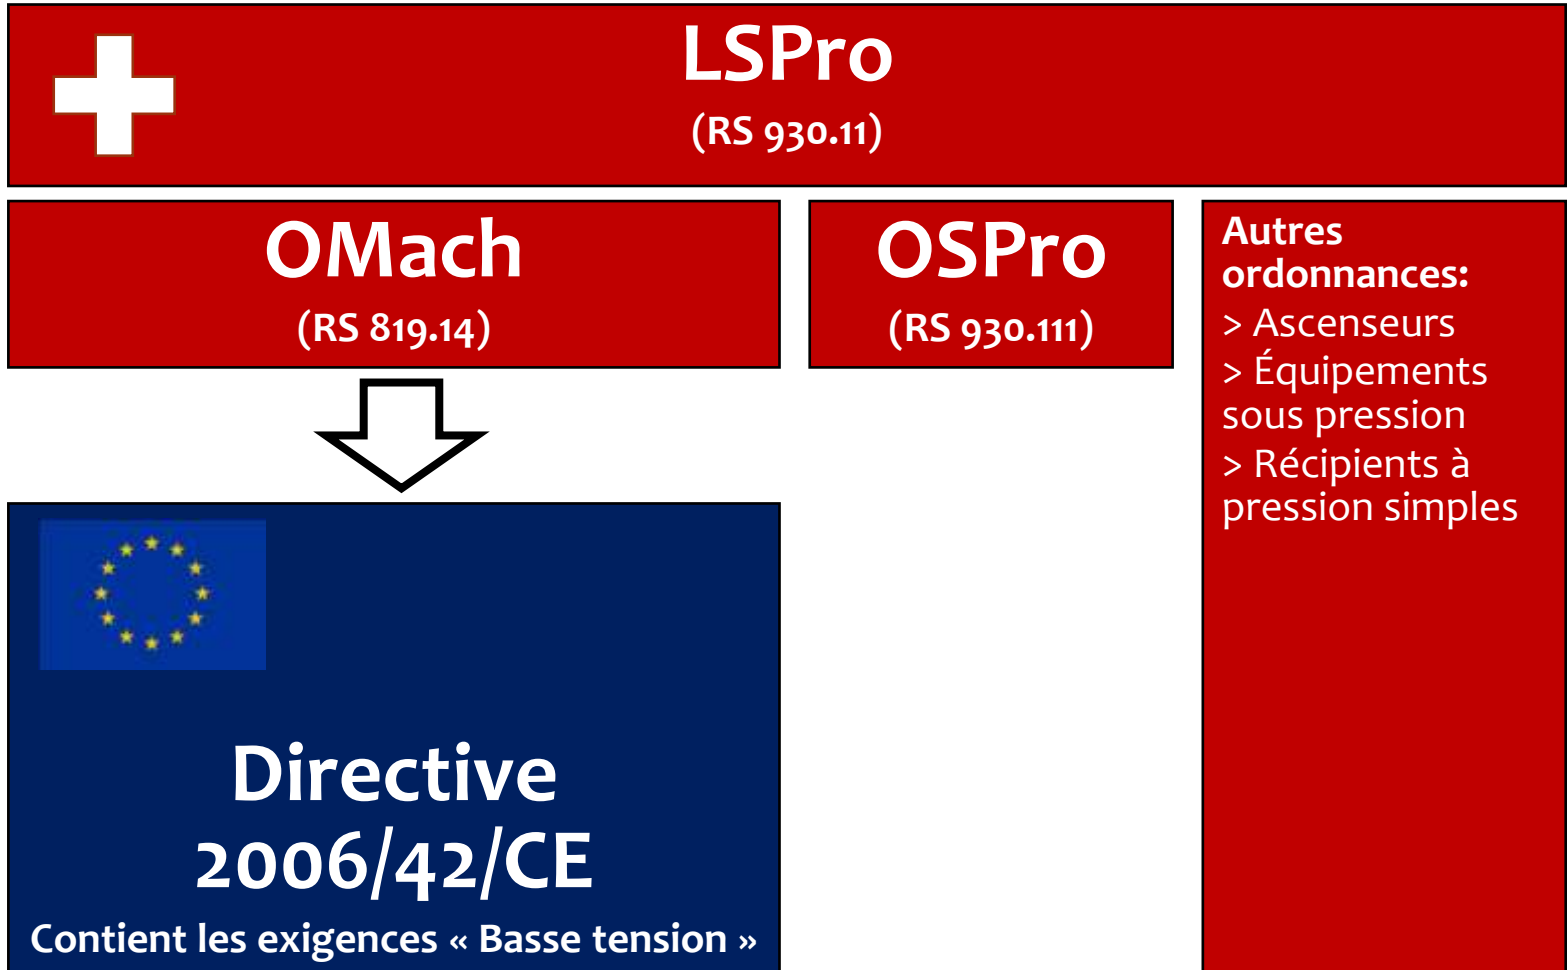 LSPro
(RS 930.11)
OMach
(RS 819.14)
OSPro
(RS 930.111)
Autres
ordonnances:
> Ascenseurs
> Équipements
sous pression
> Récipients à
pression simples
Directive
2006/42/CE
Contient les exigences « Basse tension »